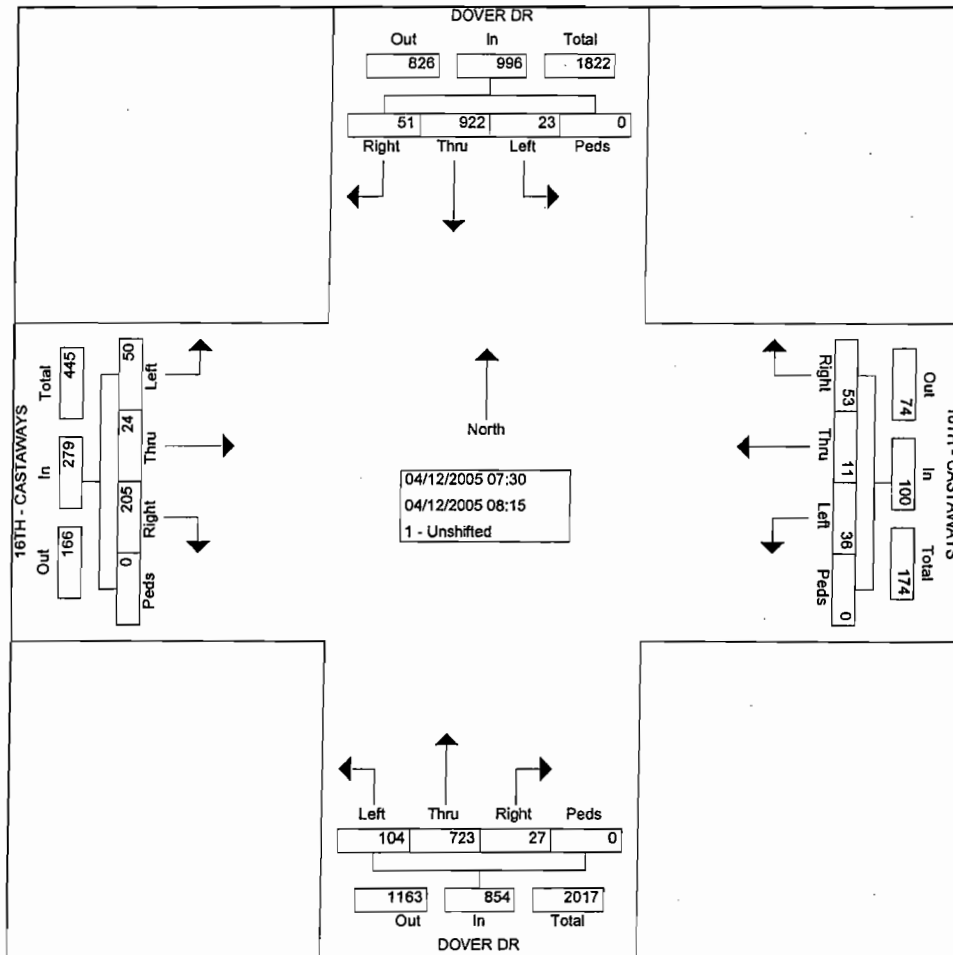 DOVER DR
Out In Total
826 996 1822
51 922 23 0
Right Thru Left Peds
16TH - CASTAWAYS
Out In Total
166 279 445
50 24 205 0
Left Thru Right Peds
North
04/12/2005 07:30
04/12/2005 08:15
1 - Unshifted
Right Thru Left Peds
53 11 36 0
Out In Total
74 100 174
16TH - CASTAWAYS
Left Thru Right Peds
104 723 27 0
1163 854 2017
Out In Total
DOVER DR